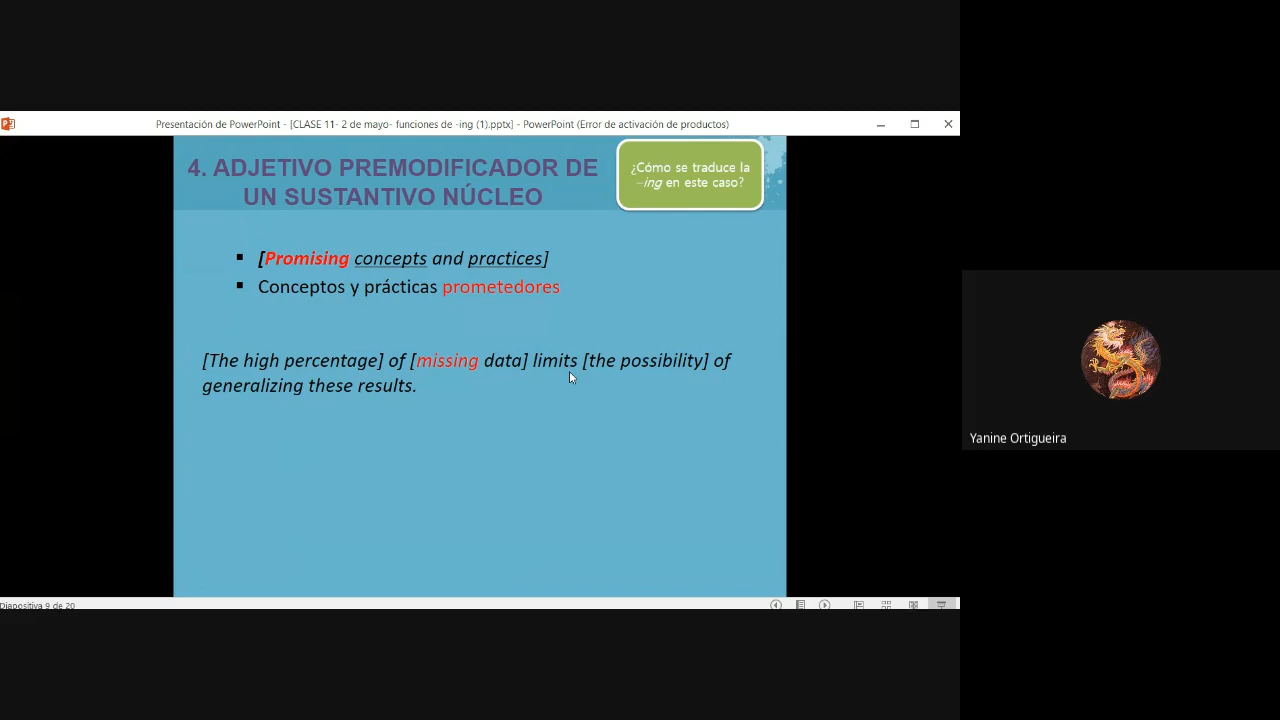 Presentación de PowerPoint - [CLASE 11- 2 de mayo- funciones de -ing (1).pptx] - PowerPoint (Error de activación de productos)
4. ADJETIVO PREMODIFICADOR DE
UN SUSTANTIVO NÚCLEO
¿Cómo se traduce la
–ing en este caso?
[Promising concepts and practices]
Conceptos y prácticas prometedores
[The high percentage] of [missing data] limits [the possibility] of
generalizing these results.
Yanine Ortigueira
Diapositiva 9 de 20